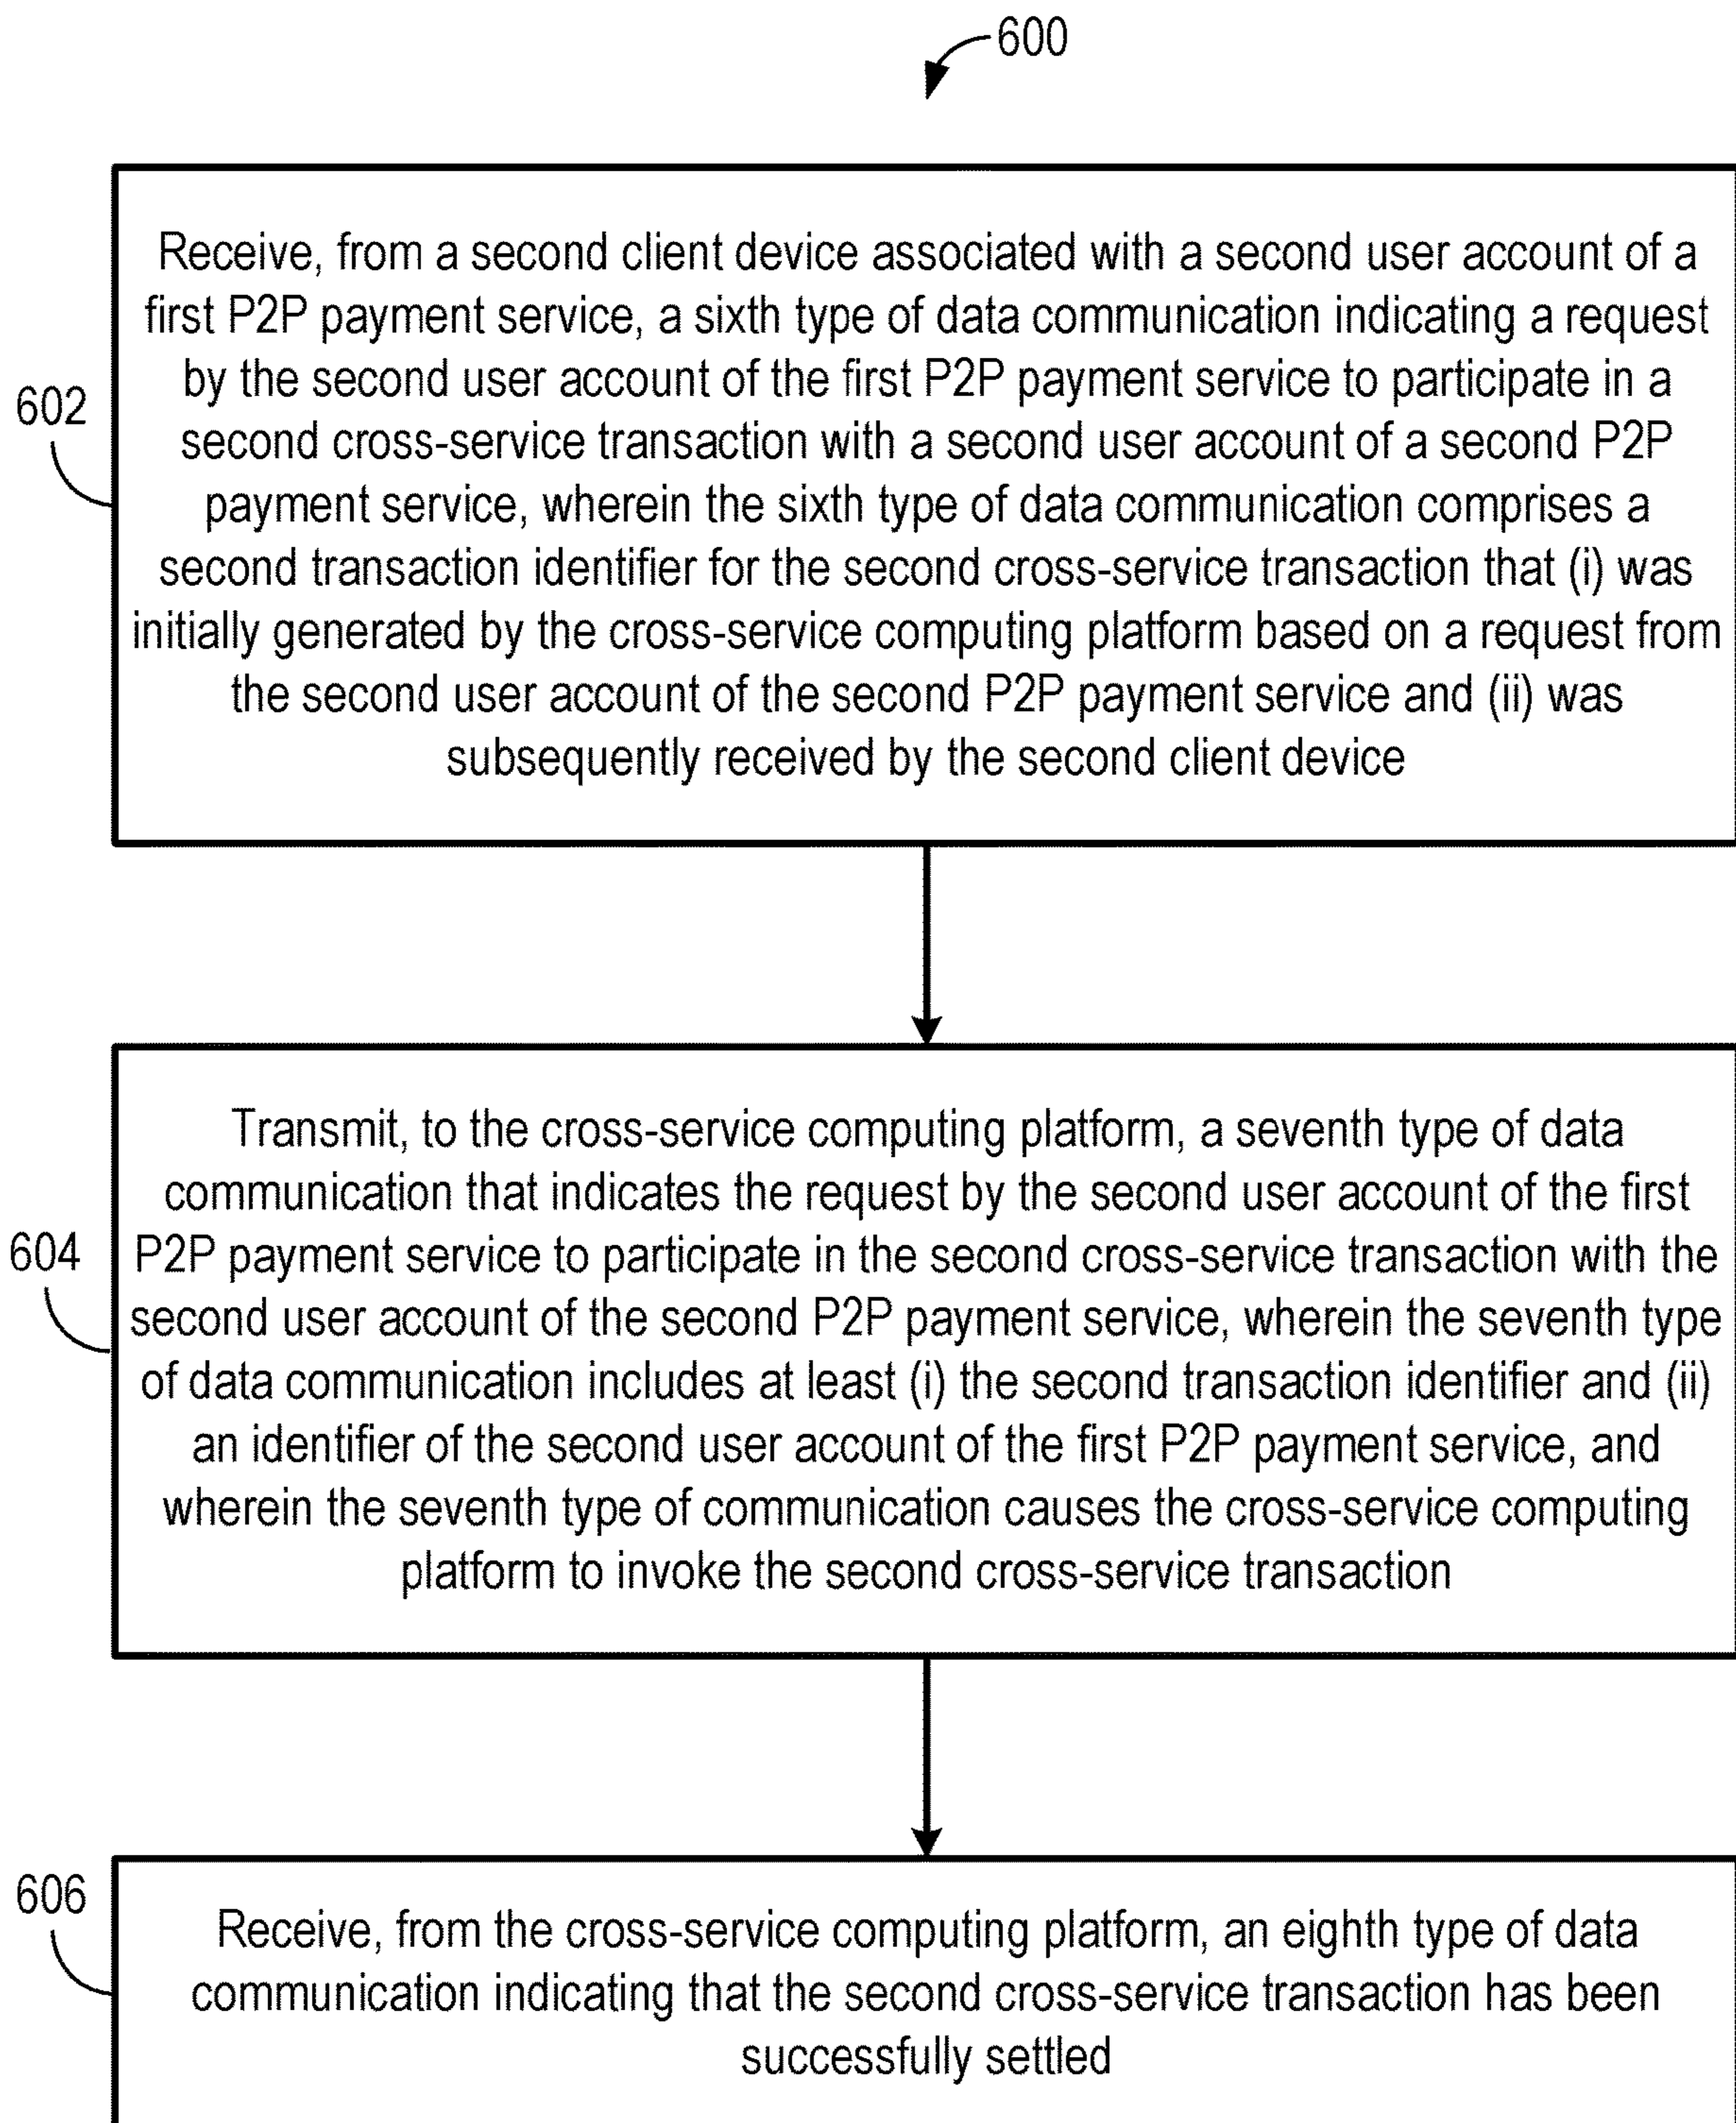 600
602
Receive, from a second client device associated with a second user account of a
first P2P payment service, a sixth type of data communication indicating a request
by the second user account of the first P2P payment service to participate in a
second cross-service transaction with a second user account of a second P2P
payment service, wherein the sixth type of data communication comprises a
second transaction identifier for the second cross-service transaction that (i) was
initially generated by the cross-service computing platform based on a request from
the second user account of the second P2P payment service and (ii) was
subsequently received by the second client device
604
Transmit, to the cross-service computing platform, a seventh type of data
communication that indicates the request by the second user account of the first
P2P payment service to participate in the second cross-service transaction with the
second user account of the second P2P payment service, wherein the seventh type
of data communication includes at least (i) the second transaction identifier and (ii)
an identifier of the second user account of the first P2P payment service, and
wherein the seventh type of communication causes the cross-service computing
platform to invoke the second cross-service transaction
606
Receive, from the cross-service computing platform, an eighth type of data
communication indicating that the second cross-service transaction has been
successfully settled